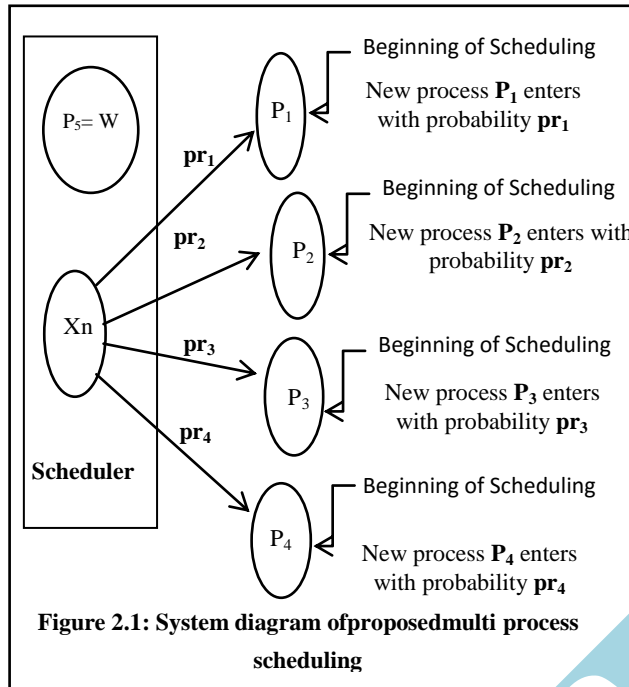 Beginning of Scheduling
P₅= W
P₁
New process P₁ enters
with probability pr₁
pr₁
Beginning of Scheduling
pr₂
P₂
New process P₂ enters with
probability pr₂
Xn
pr₃
Beginning of Scheduling
P₃
New process P₃ enters
with probability pr₃
pr₄
Scheduler
Beginning of Scheduling
P₄
New process P₄ enters
with probability pr₄
Figure 2.1: System diagram ofproposedmulti process
scheduling